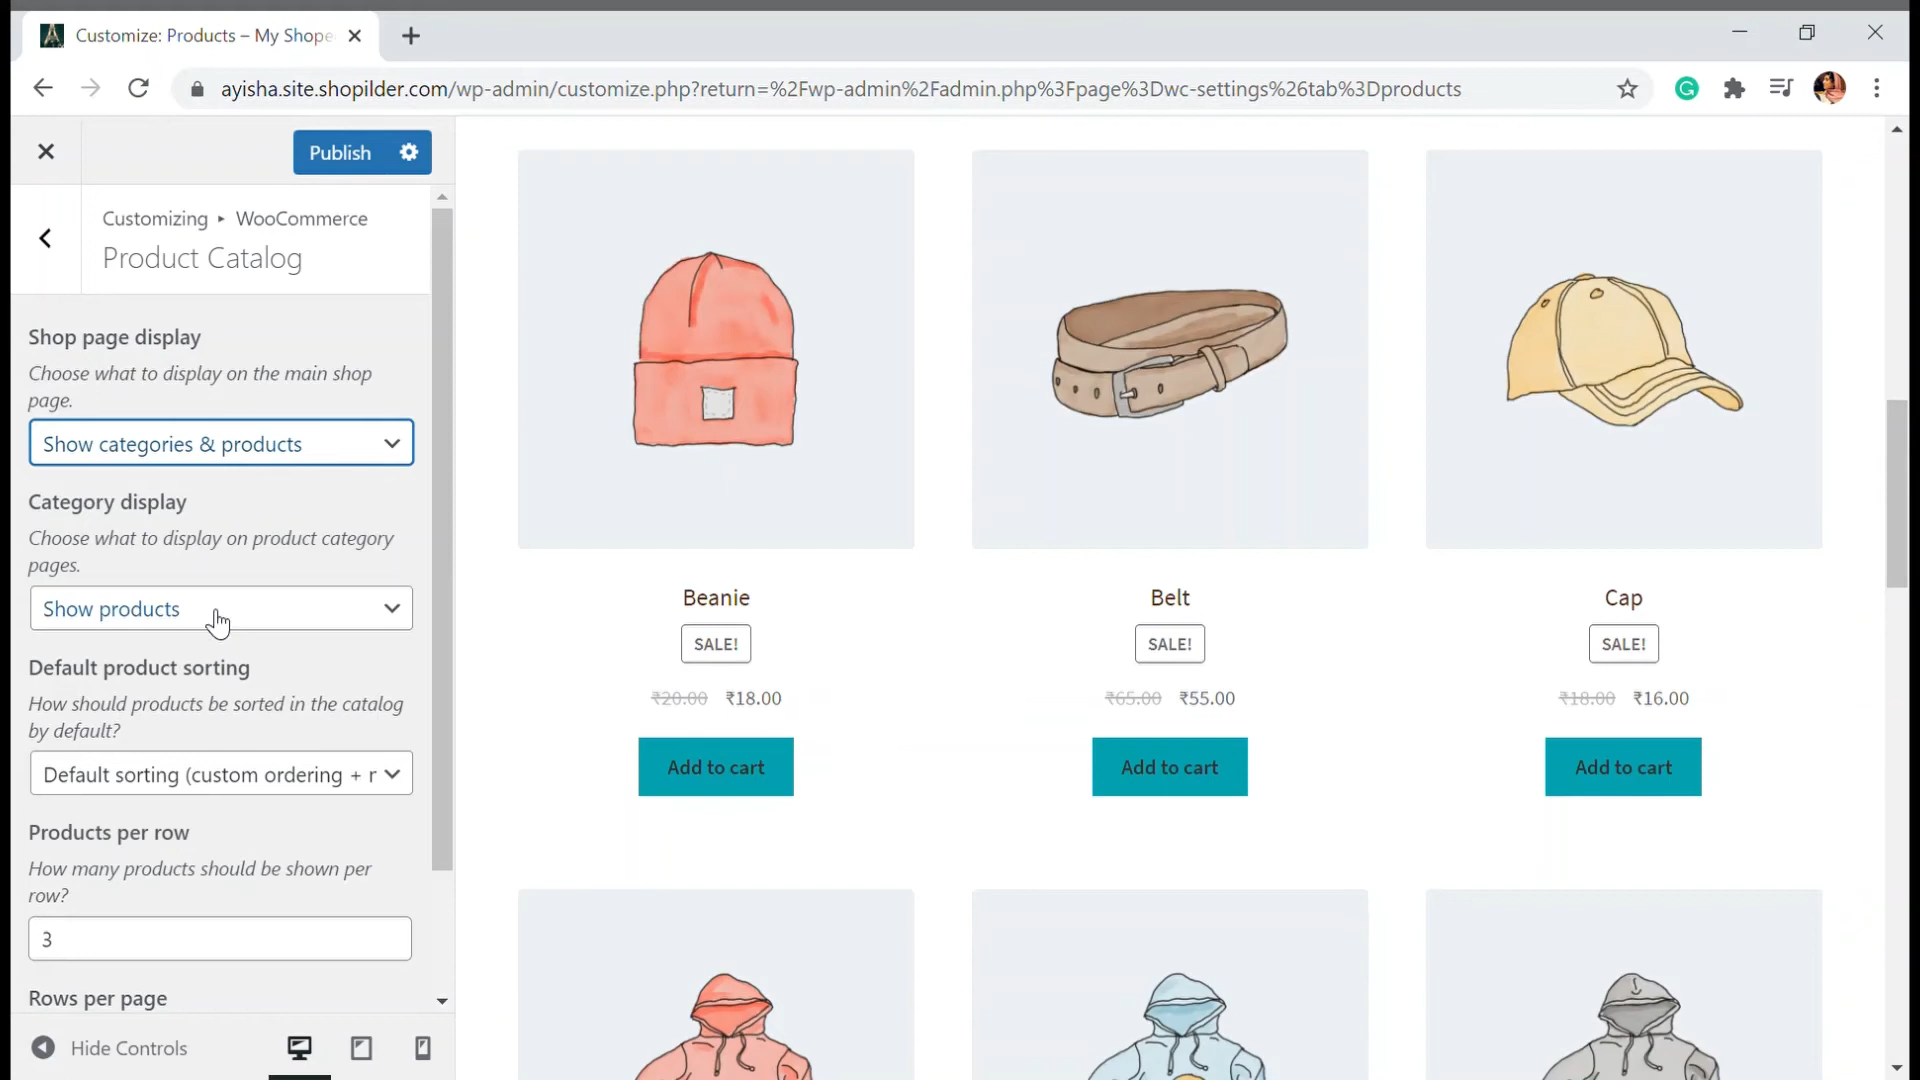 Customize: Products – My Shope
ayisha.site.shopilder.com/wp-admin/customize.php?return=%2Fwp-admin%2Fadmin.php%3Fpage%3Dwc-settings%26tab%3Dproducts
Publish
Customizing ▸ WooCommerce
Product Catalog
Shop page display
Choose what to display on the main shop
page.
Show categories & products
Category display
Choose what to display on product category
pages.
Show products
Default product sorting
How should products be sorted in the catalog
by default?
Default sorting (custom ordering + r
Products per row
How many products should be shown per
row?
3
Rows per page
Hide Controls
Beanie
SALE!
₹20.00 ₹18.00
Add to cart
Belt
SALE!
₹65.00 ₹55.00
Add to cart
Cap
SALE!
₹18.00 ₹16.00
Add to cart